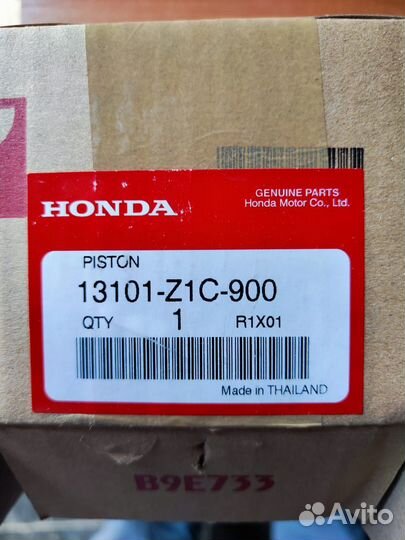 HONDA
GENUINE PARTS
Honda Motor Co., Ltd.
PISTON
13101-Z1C-900
QTY 1 R1X01
Made in THAILAND
B9E733
Avito